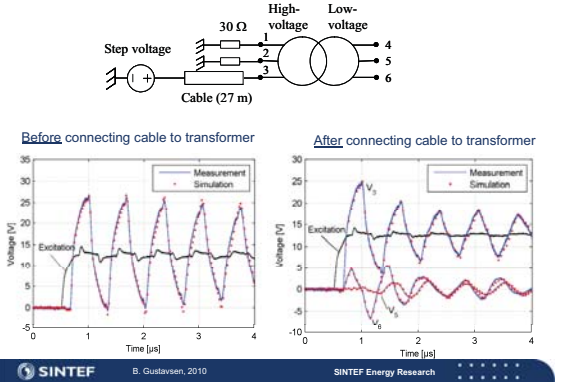 High-
voltage
Low-
voltage
30 Ω
1
2
3
4
5
6
Step voltage
Cable (27 m)
Before connecting cable to transformer
After connecting cable to transformer
35
30
25
20
15
10
5
0
-5
Voltage [V]
Measurement
Simulation
Excitation
0 1 2 3 4
Time [μs]
30
25
20
15
10
5
0
-5
-10
Voltage [V]
Measurement
Simulation
V3
Excitation
V5
V6
0 1 2 3 4
Time [μs]
SINTEF
B. Gustavsen, 2010
SINTEF Energy Research